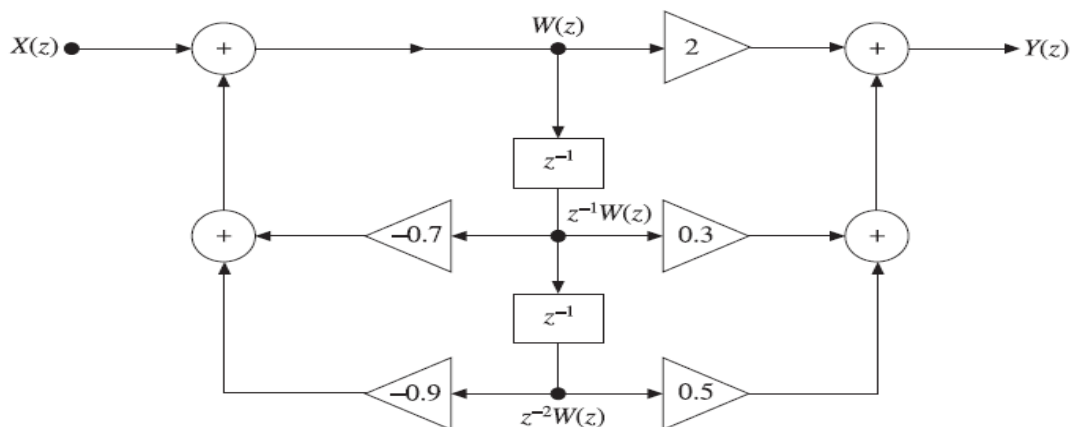 X(z) + W(z) 2 + Y(z)
z⁻¹
+ −0.7 z⁻¹W(z) 0.3 +
z⁻¹
−0.9 z⁻²W(z) 0.5